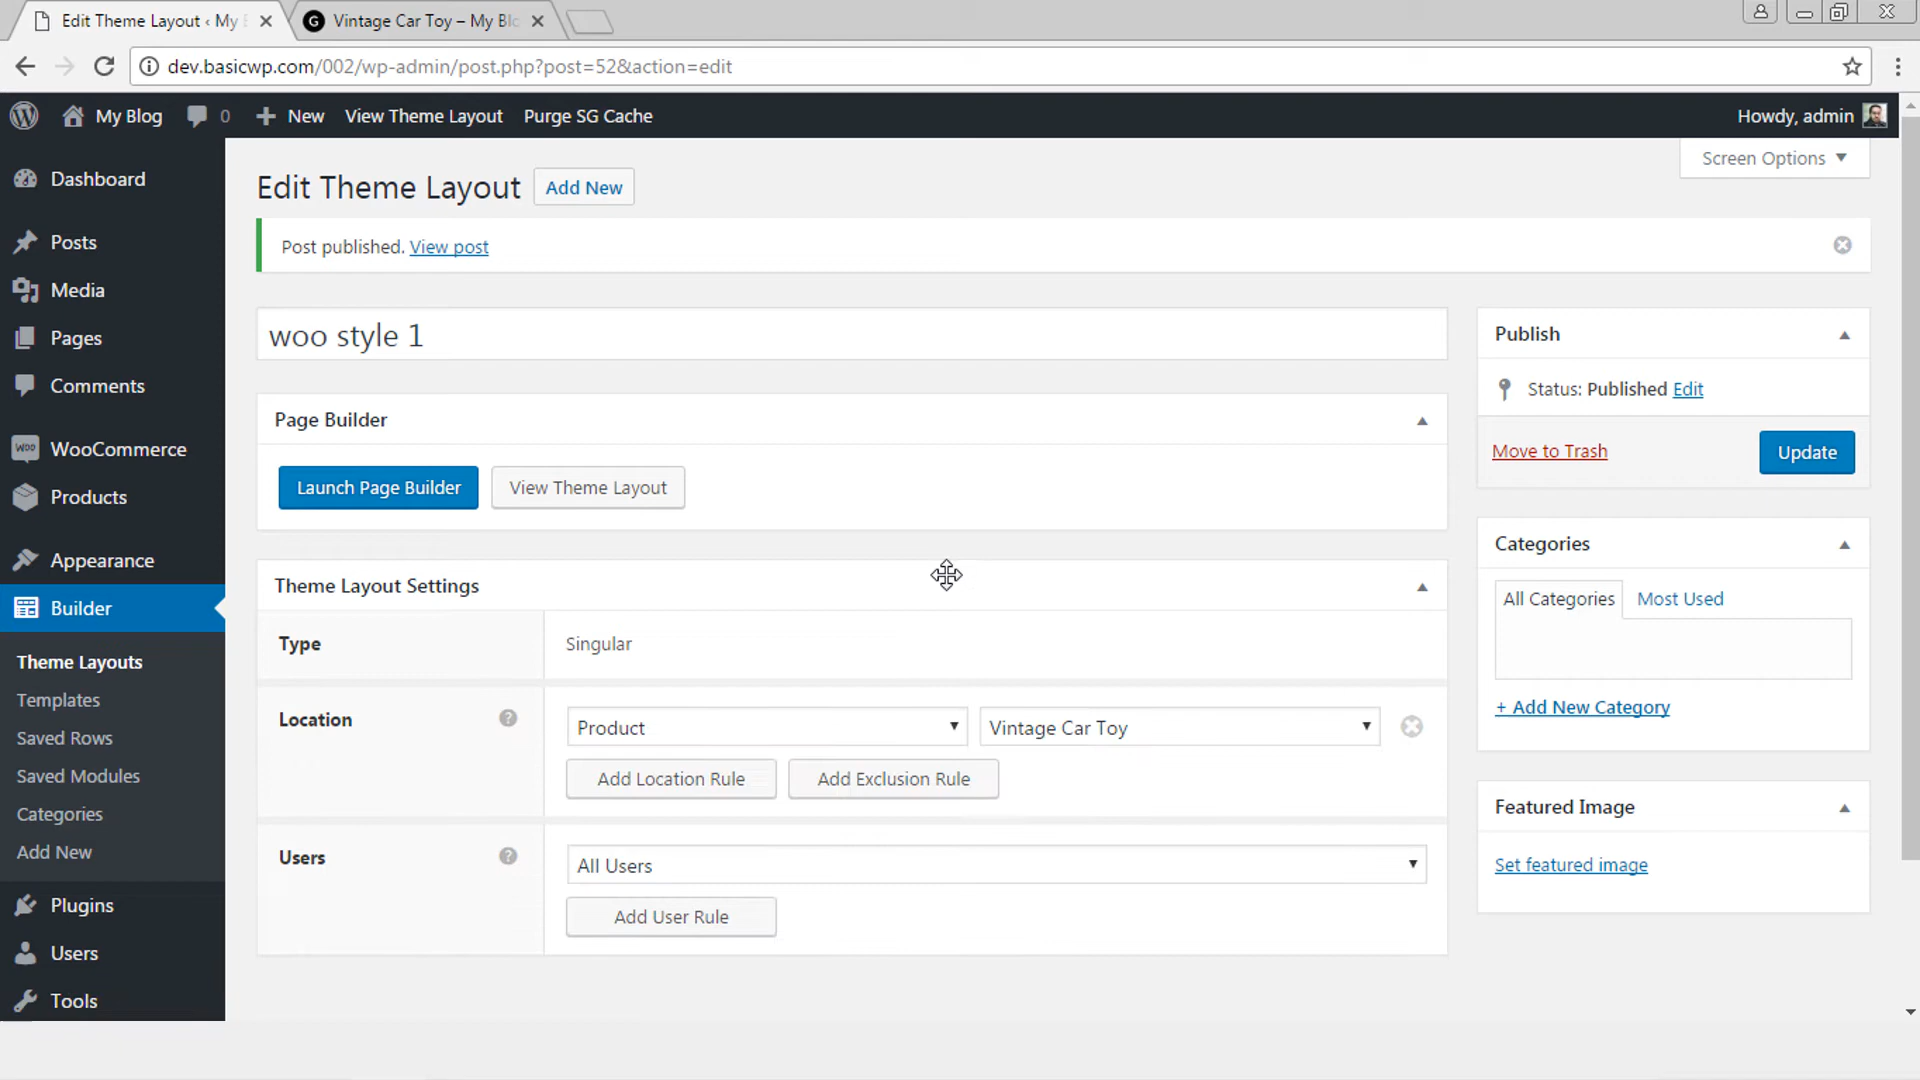 Edit Theme Layout ‹ My B
G Vintage Car Toy – My Blo
dev.basicwp.com/002/wp-admin/post.php?post=52&action=edit
My Blog 0 New View Theme Layout Purge SG Cache Howdy, admin
Screen Options
Dashboard
Posts
Media
Pages
Comments
WOO WooCommerce
Products
Appearance
Builder
Theme Layouts
Templates
Saved Rows
Saved Modules
Categories
Add New
Plugins
Users
Tools
Edit Theme Layout Add New
Post published. View post
woo style 1
Page Builder
Launch Page Builder View Theme Layout
Theme Layout Settings
Type Singular
Location ? Product Vintage Car Toy
Add Location Rule Add Exclusion Rule
Users ? All Users
Add User Rule
Publish
Status: Published Edit
Move to Trash Update
Categories
All Categories Most Used
+ Add New Category
Featured Image
Set featured image